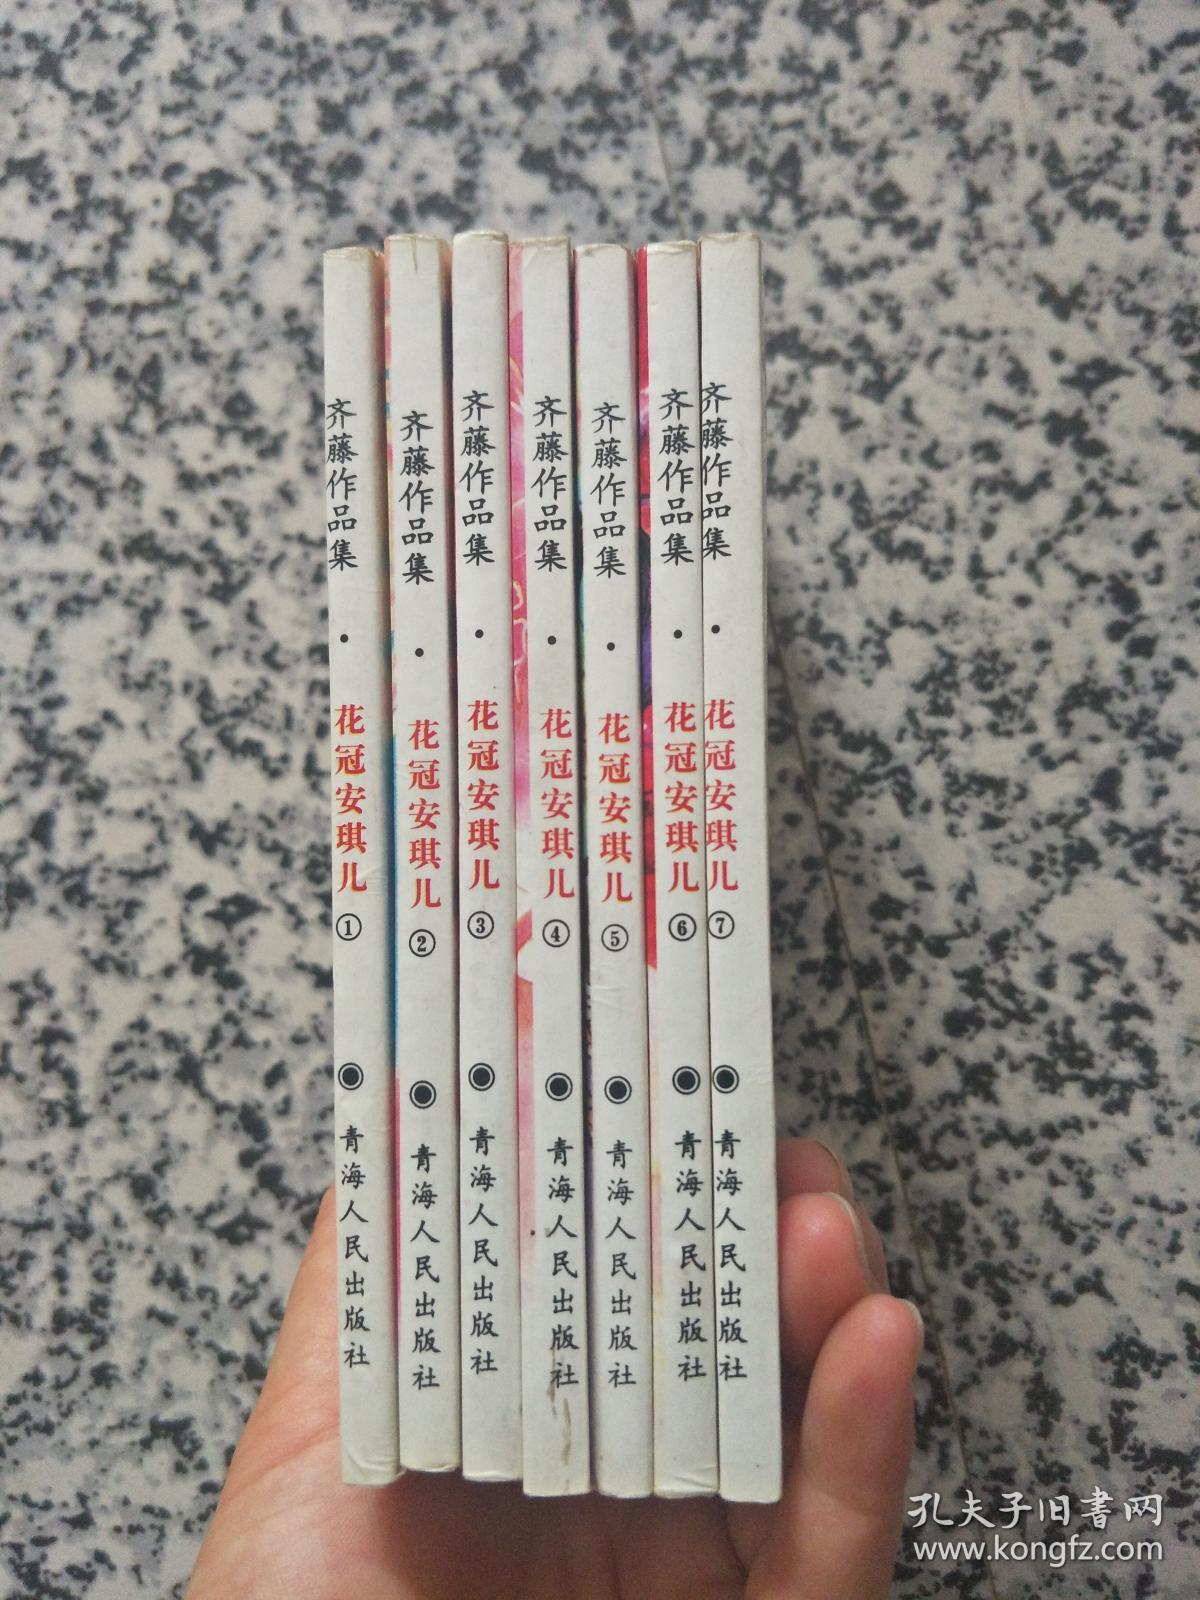 齐藤作品集·花冠安琪儿①◉青海人民出版社
齐藤作品集·花冠安琪儿②◉青海人民出版社
齐藤作品集·花冠安琪儿③◉青海人民出版社
齐藤作品集·花冠安琪儿④◉青海人民出版社
齐藤作品集·花冠安琪儿⑤◉青海人民出版社
齐藤作品集·花冠安琪儿⑥◉青海人民出版社
齐藤作品集·花冠安琪儿⑦◉青海人民出版社
孔夫子旧書网
www.kongfz.com